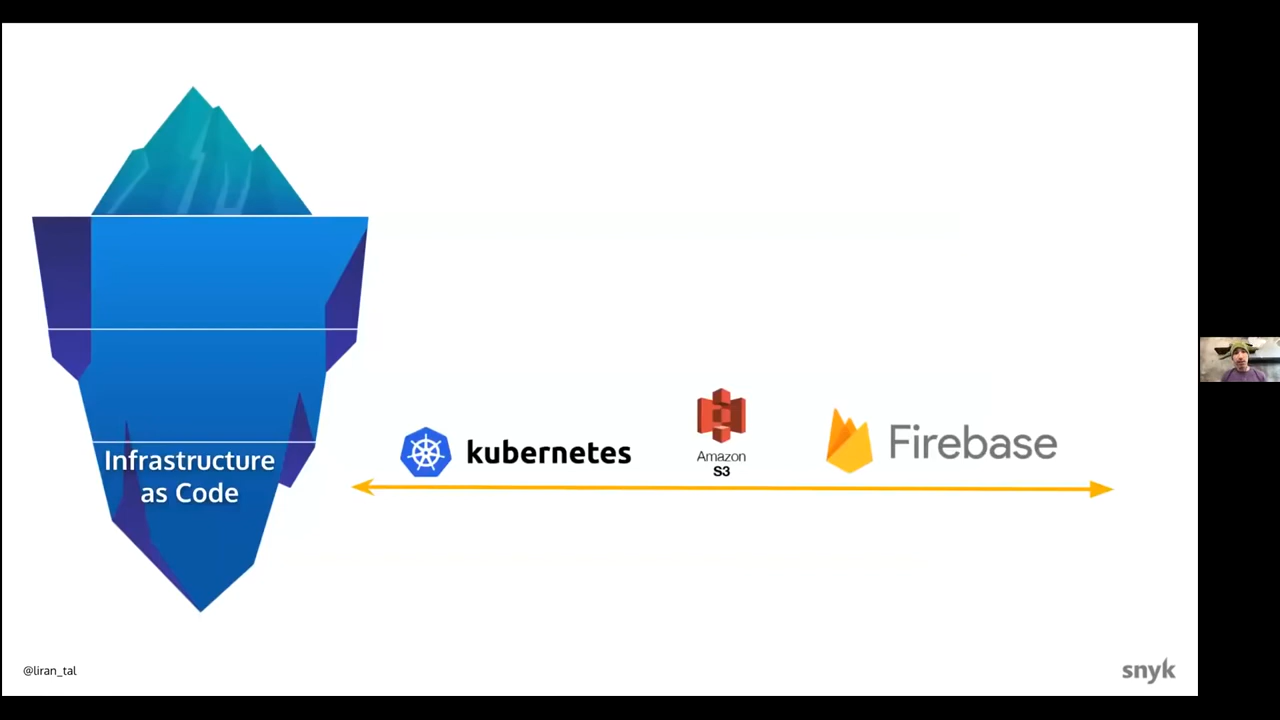 Infrastructure
as Code
kubernetes
Amazon
S3
Firebase
@liran_tal
snyk